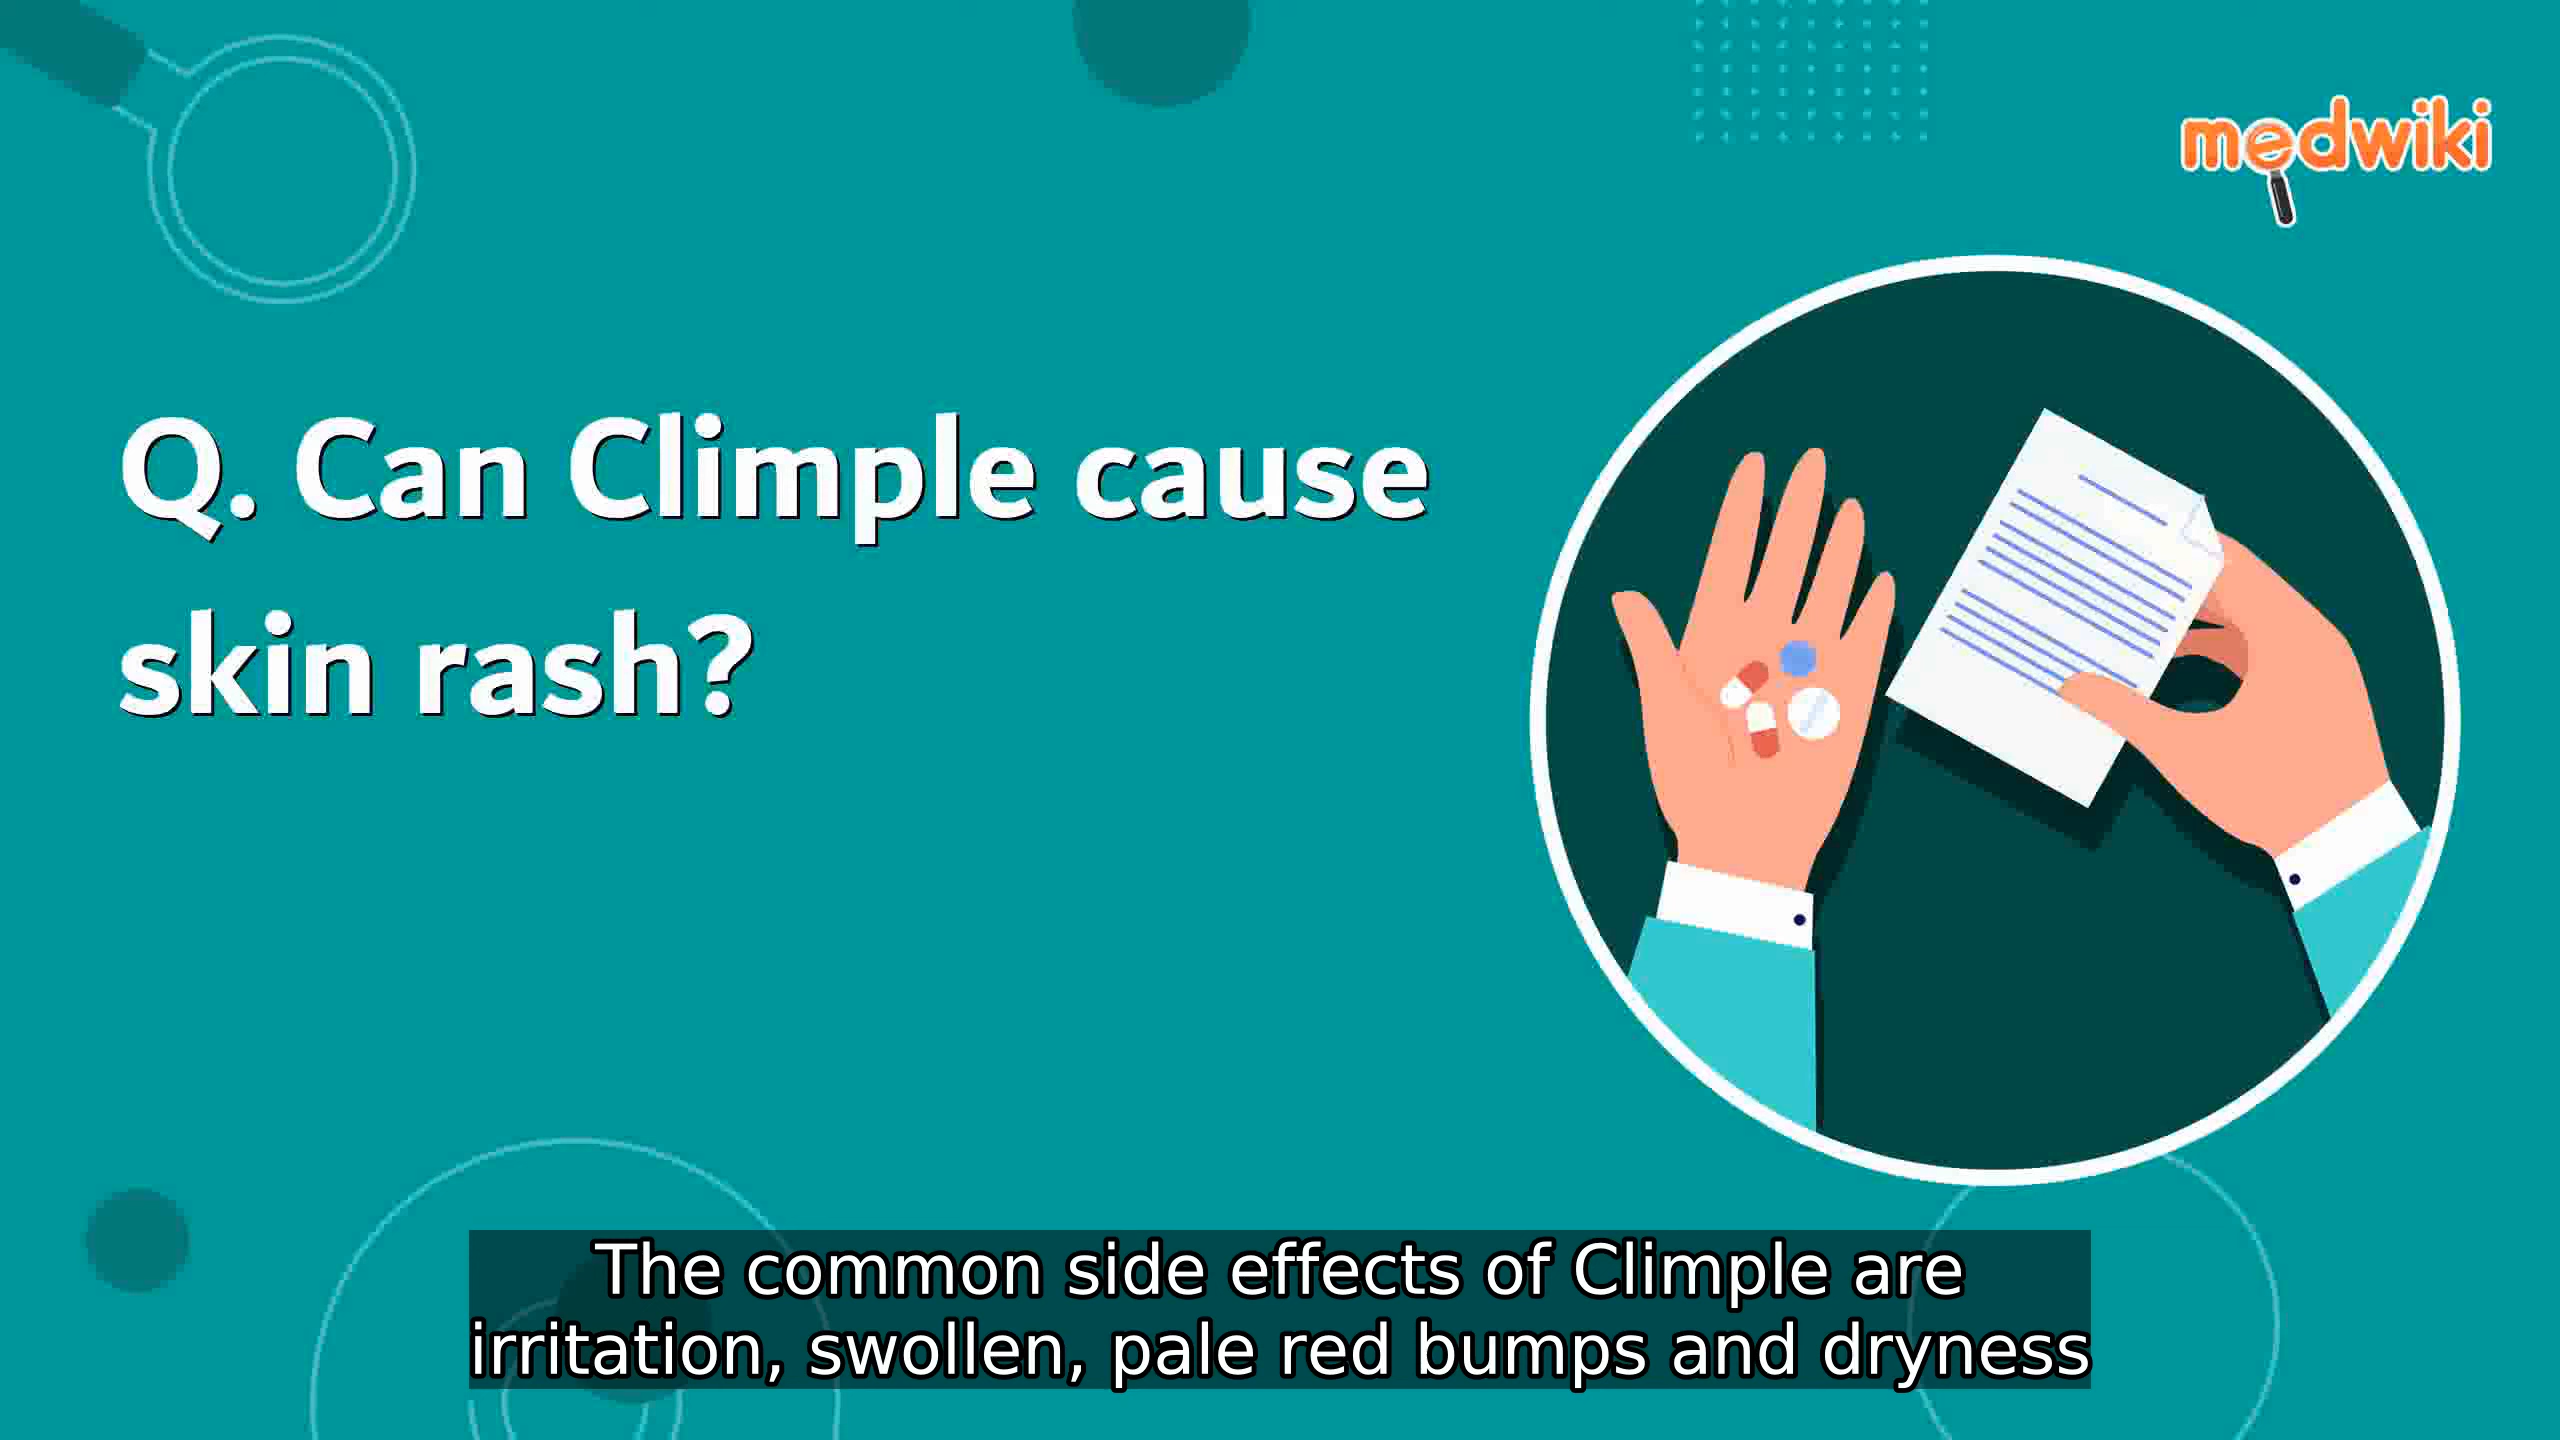 medwiki
Q. Can Climple cause
skin rash?
The common side effects of Climple are
irritation, swollen, pale red bumps and dryness